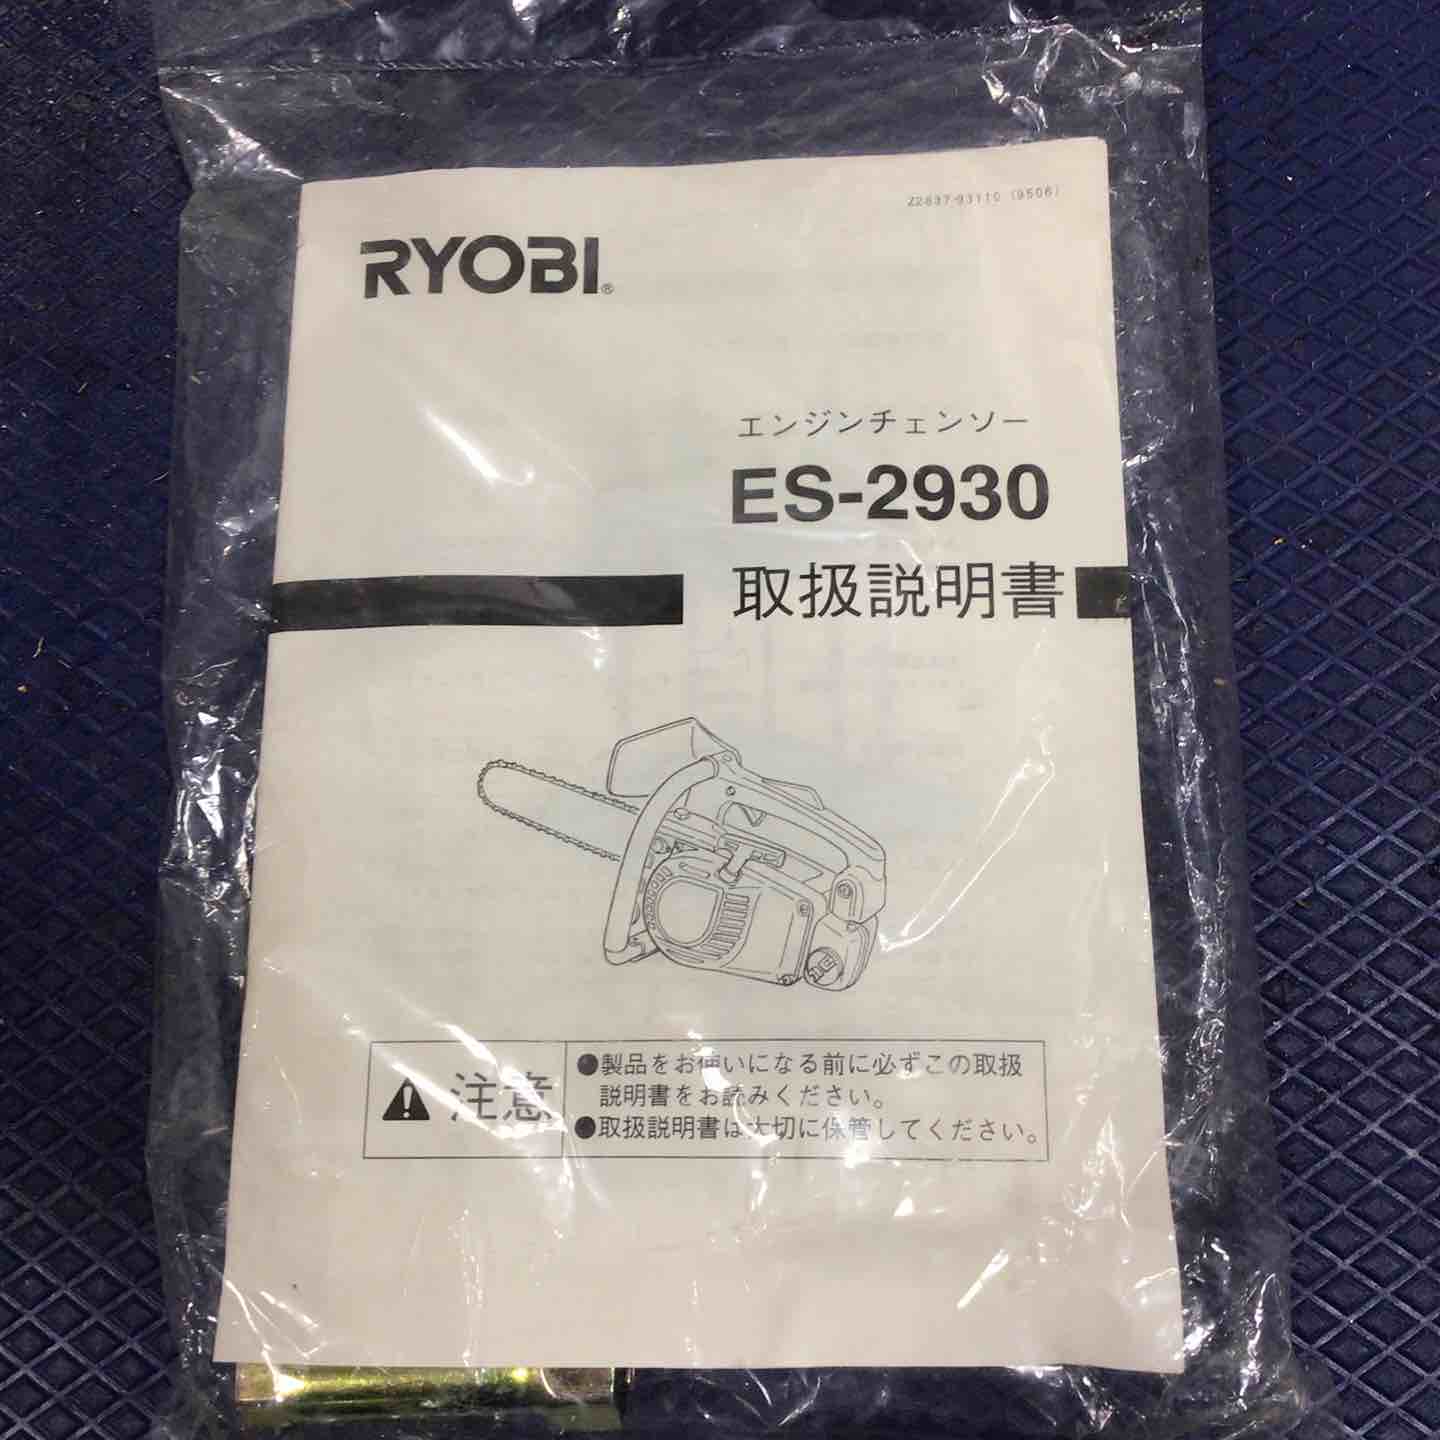 Z2837-93110 (9506)
RYOBI®
エンジンチェンソー
ES-2930
取扱説明書
注意
●製品をお使いになる前に必ずこの取扱
説明書をお読みください。
●取扱説明書は大切に保管してください。